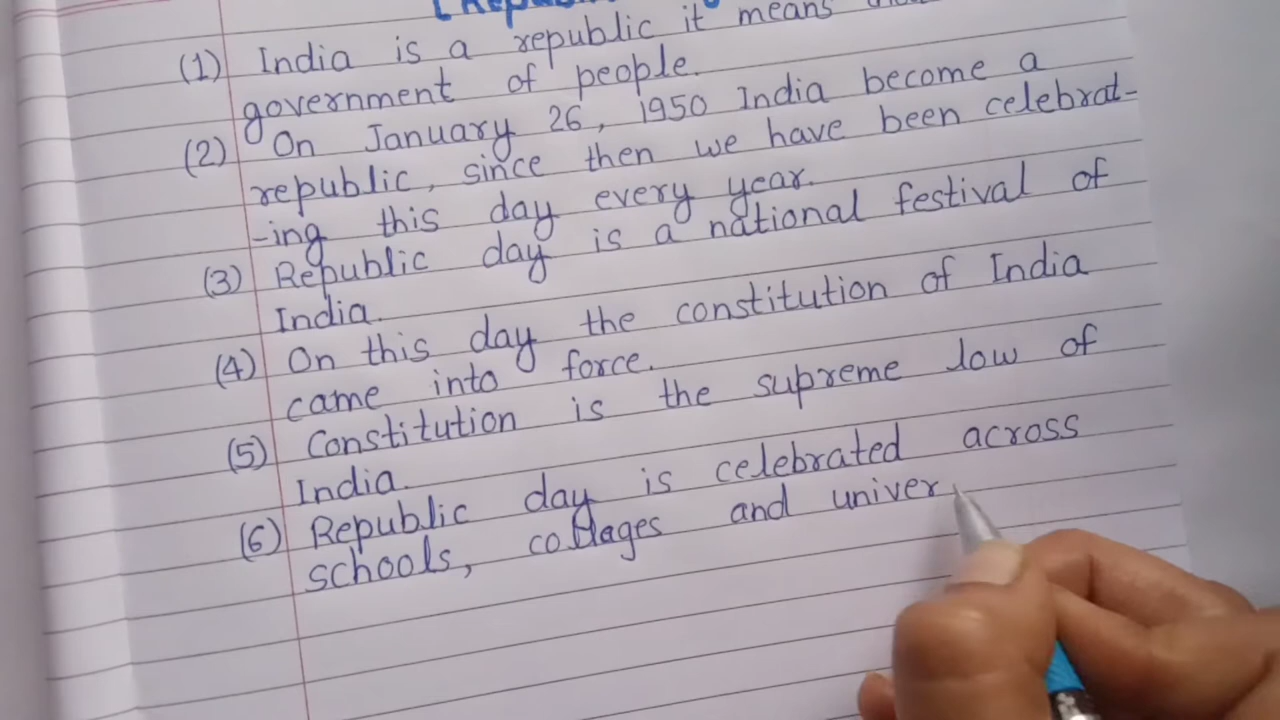 (1) India is a republic it means
government of people.
(2) On January 26, 1950 India become a
republic, since then we have been celebrat-
-ing this day every year.
(3) Republic day is a national festival of
India.
(4) On this day the constitution of India
came into force.
(5) Constitution is the supreme law of
India.
(6) Republic day is celebrated across
schools, collages and univer